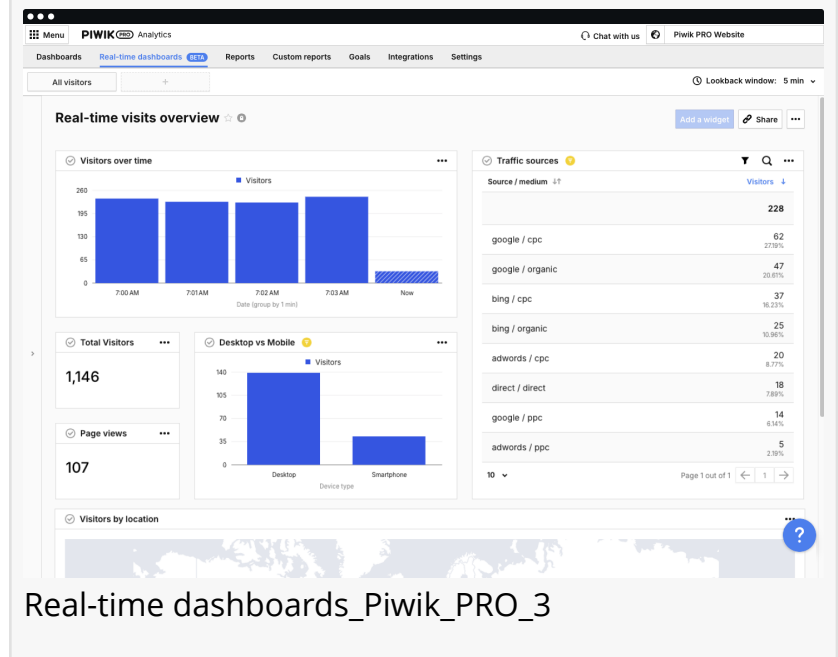 Menu PIWIK PRO Analytics Chat with us Piwik PRO Website
Dashboards Real-time dashboards BETA Reports Custom reports Goals Integrations Settings
All visitors + Lookback window: 5 min
Real-time visits overview Add a widget Share
Visitors over time
Visitors
260
195
130
65
0
7:00 AM 7:01 AM 7:02 AM 7:03 AM Now
Date (group by 1 min)
Traffic sources
Source / medium Visitors
228
google / cpc 62
27.19%
google / organic 47
20.61%
bing / cpc 37
16.23%
bing / organic 25
10.96%
adwords / cpc 20
8.77%
direct / direct 18
7.89%
google / ppc 14
6.14%
adwords / ppc 5
2.19%
10 Page 1 out of 1 1
Total Visitors
1,146
Page views
107
Desktop vs Mobile
Visitors
140
105
70
35
0
Desktop Smartphone
Device type
Visitors by location
?
Real-time dashboards_Piwik_PRO_3